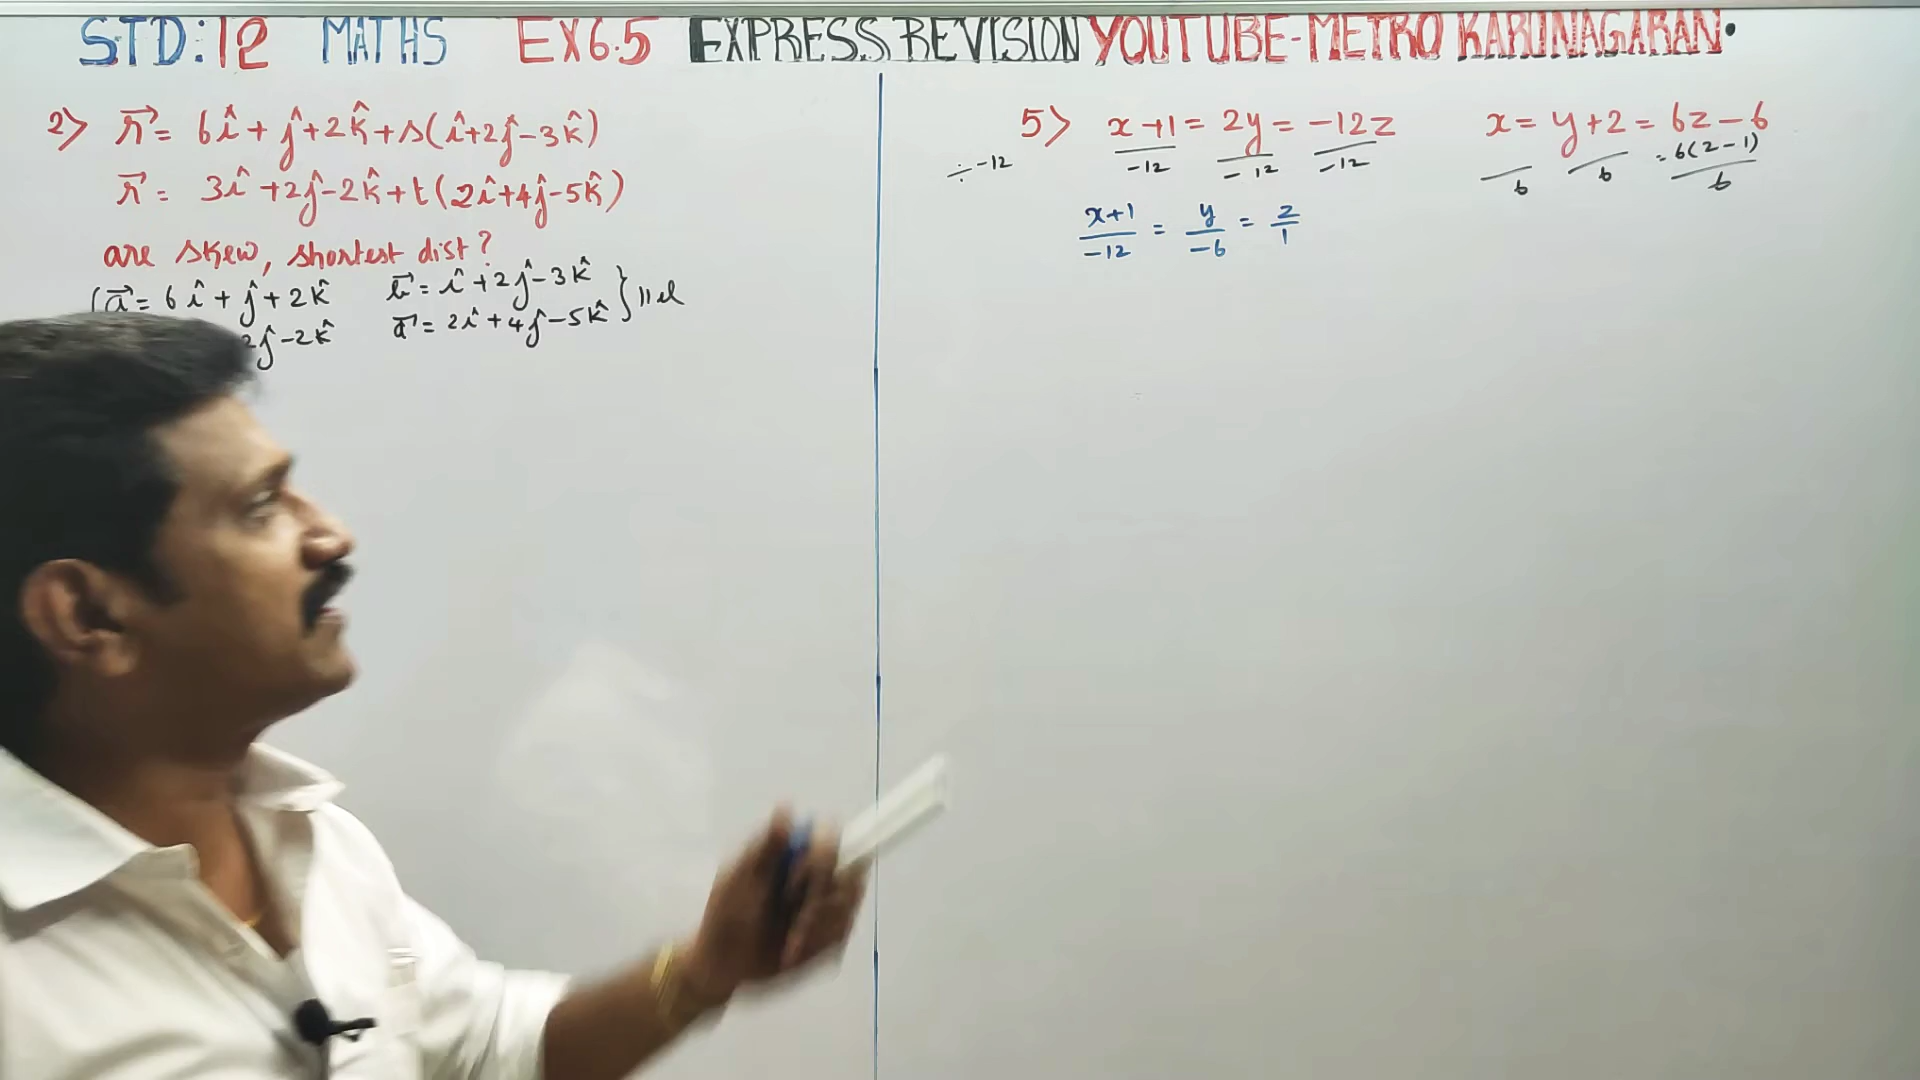 STD:12 MATHS EX6.5 EXPRESS REVISION YOUTUBE-METRO KARUNAGARAN.
2> r⃗ = 6î + ĵ + 2k̂ + s(î+2ĵ-3k̂)
r⃗ = 3î+2ĵ-2k̂+t(2î+4ĵ-5k̂)
are skew, shortest dist?
(a⃗ = 6î + ĵ + 2k̂ b⃗ = î+2ĵ-3k̂ } ||el
2ĵ-2k̂ d⃗ = 2î+4ĵ-5k̂
5> x+1 = 2y = -12z x = y+2 = 6z-6
= 6(z-1)
÷ -12 -12 -12 -12 6 6 6
x+1/-12 = y/-6 = z/1